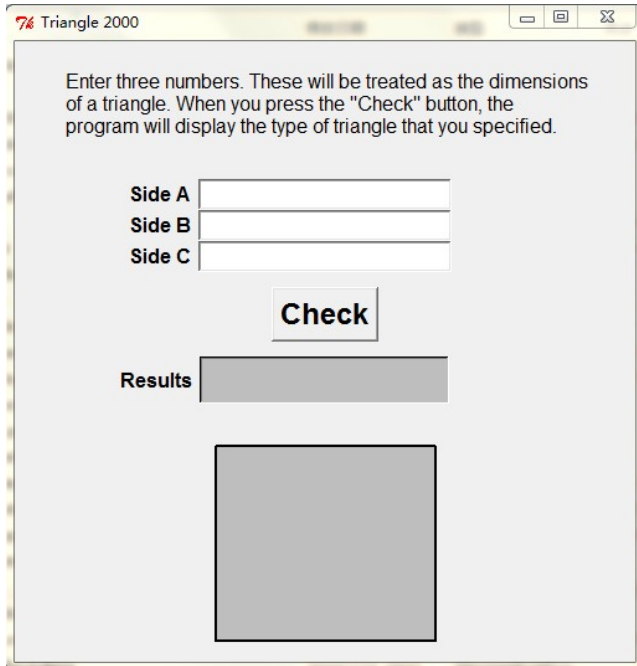 Triangle 2000
Enter three numbers. These will be treated as the dimensions
of a triangle. When you press the "Check" button, the
program will display the type of triangle that you specified.
Side A
Side B
Side C
Check
Results